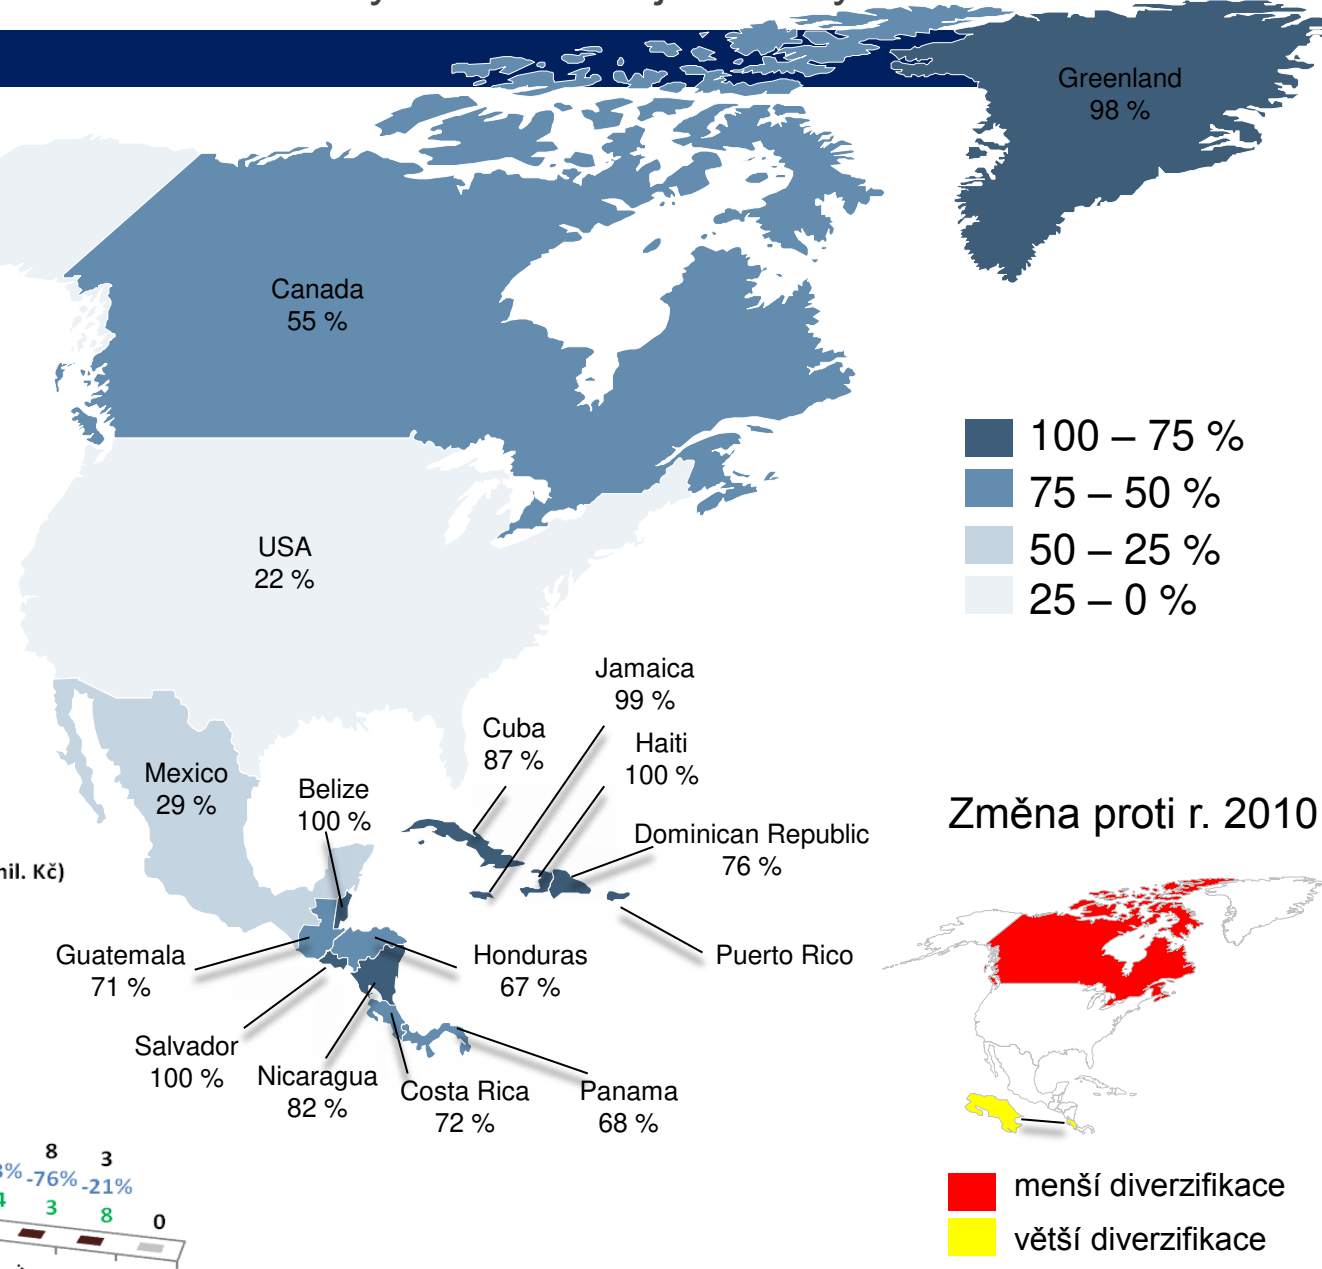 Greenland
98 %
Canada
55 %
100 – 75 %
75 – 50 %
50 – 25 %
25 – 0 %
USA
22 %
Jamaica
99 %
Cuba
87 %
Haiti
100 %
Mexico
29 %
Belize
100 %
Dominican Republic
76 %
Změna proti r. 2010
Kč)
Guatemala
71 %
Honduras
67 %
Puerto Rico
Salvador
100 %
Nicaragua
82 %
Costa Rica
72 %
Panama
68 %
8 3
-76% -21%
3 8 0
menší diverzifikace
větší diverzifikace